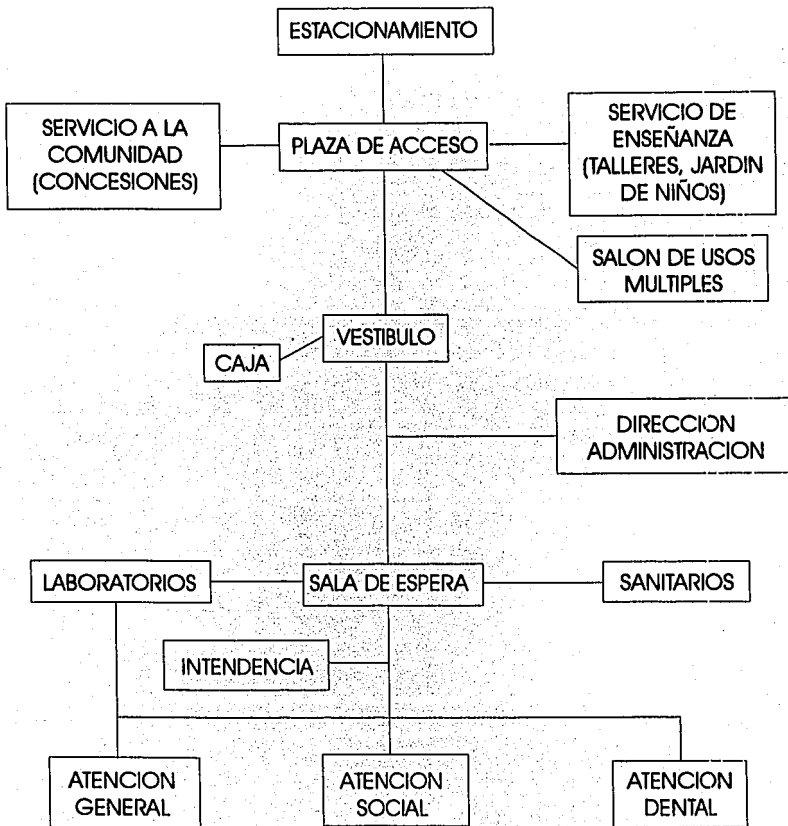 ESTACIONAMIENTO
SERVICIO A LA
COMUNIDAD
(CONCESIONES)
PLAZA DE ACCESO
SERVICIO DE
ENSEÑANZA
(TALLERES, JARDIN
DE NIÑOS)
SALON DE USOS
MULTIPLES
VESTIBULO
CAJA
DIRECCION
ADMINISTRACION
LABORATORIOS
SALA DE ESPERA
SANITARIOS
INTENDENCIA
ATENCION
GENERAL
ATENCION
SOCIAL
ATENCION
DENTAL